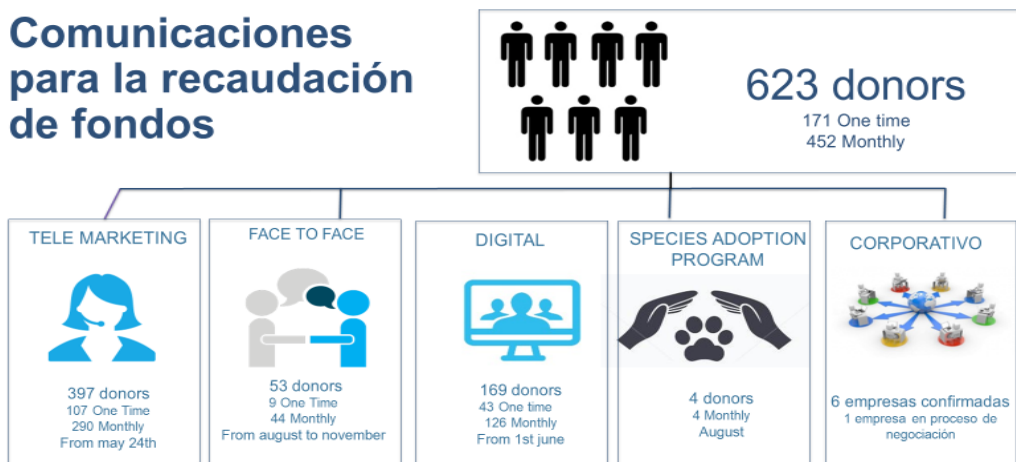 Comunicaciones
para la recaudación
de fondos
623 donors
171 One time
452 Monthly
TELE MARKETING
397 donors
107 One Time
290 Monthly
From may 24th
FACE TO FACE
53 donors
9 One Time
44 Monthly
From august to november
DIGITAL
169 donors
43 One time
126 Monthly
From 1st june
SPECIES ADOPTION
PROGRAM
4 donors
4 Monthly
August
CORPORATIVO
6 empresas confirmadas
1 empresa en proceso de
negociación